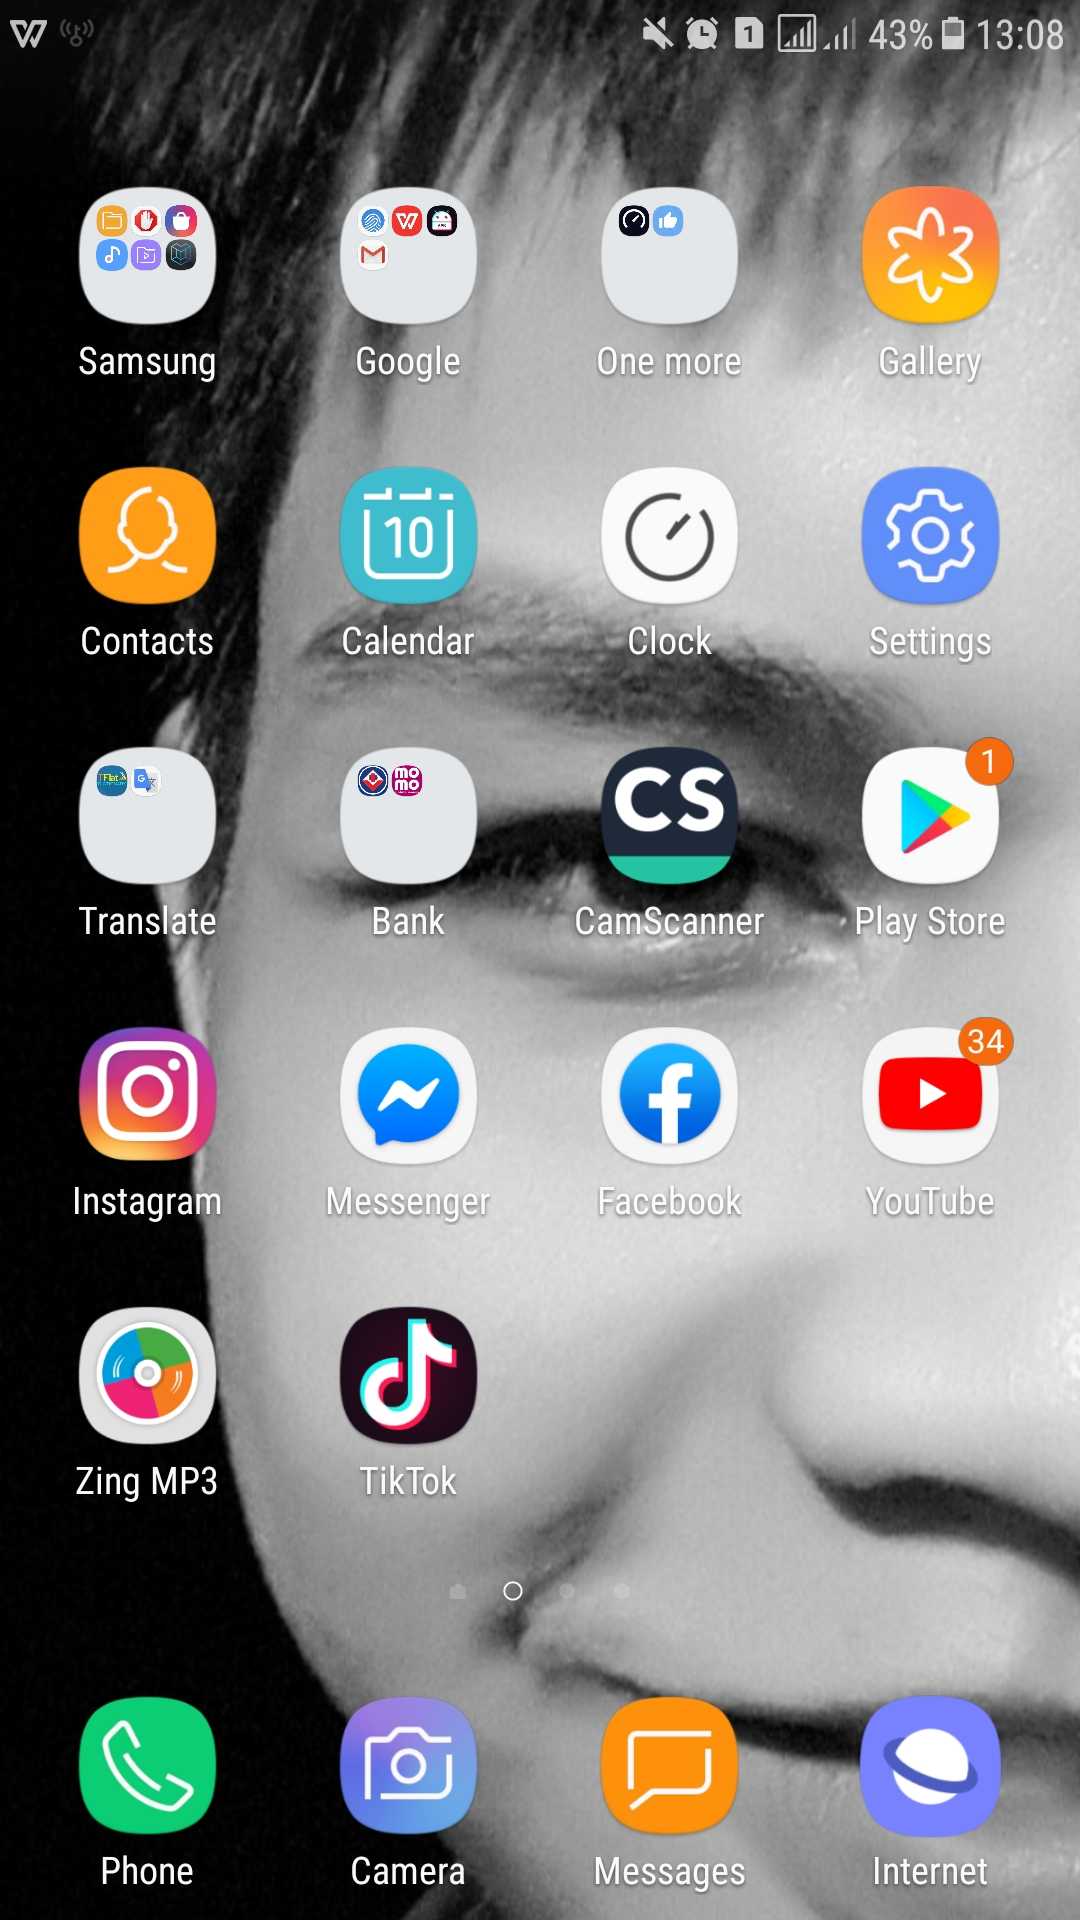 1 43% 13:08
Samsung Google One more Gallery
10
Contacts Calendar Clock Settings
momo CS 1
Translate Bank CamScanner Play Store
34
Instagram Messenger Facebook YouTube
Zing MP3 TikTok
Phone Camera Messages Internet